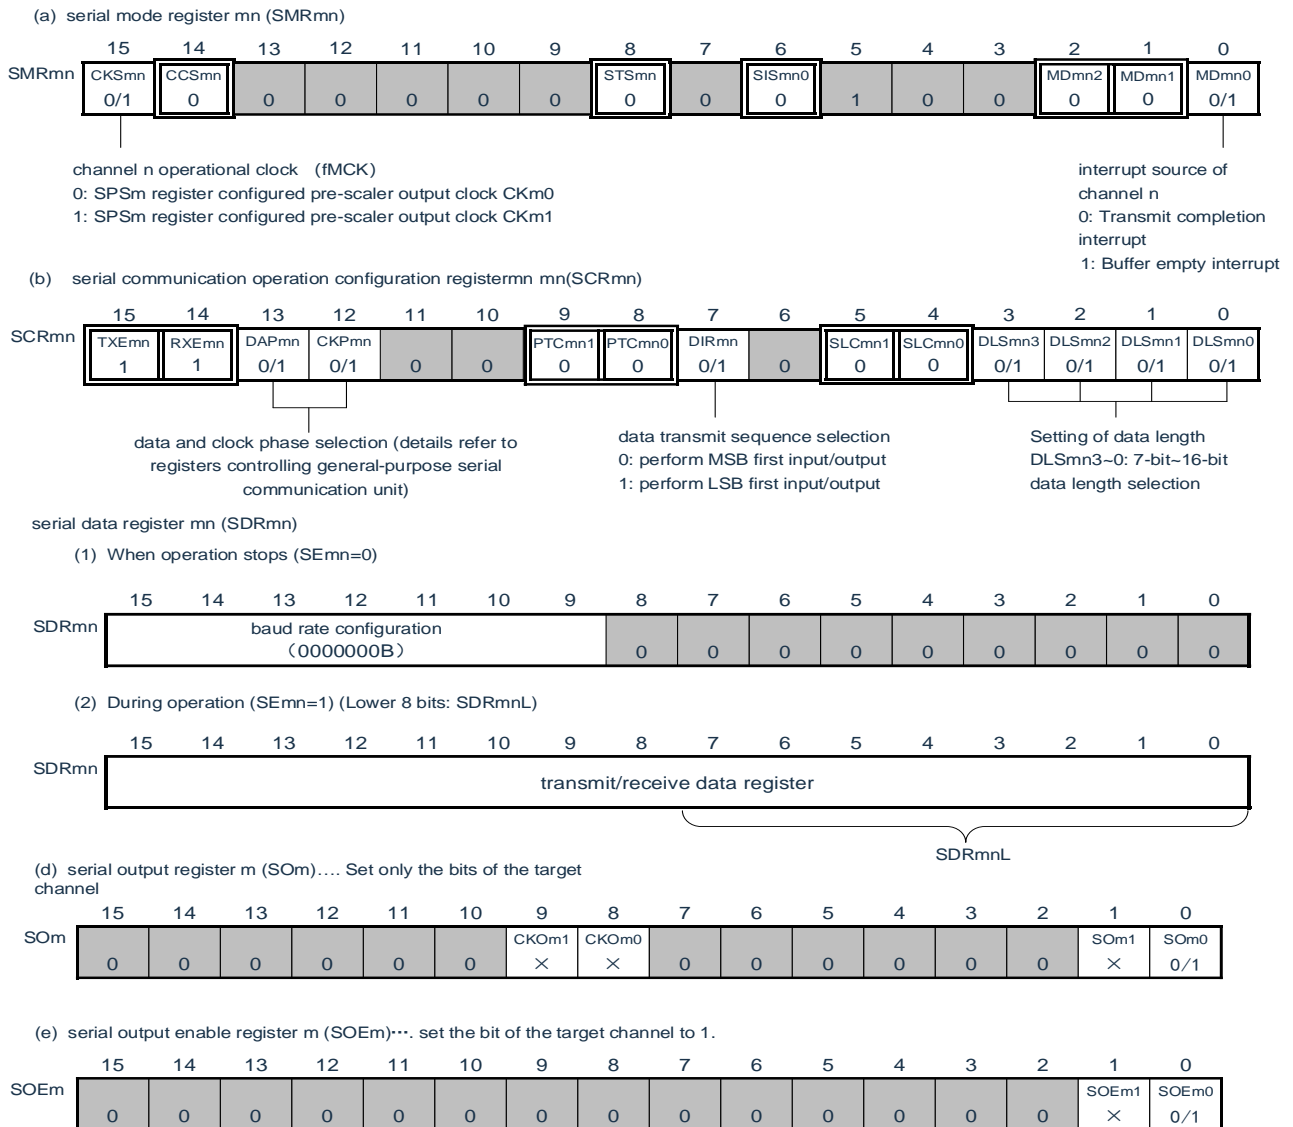 (a) serial mode register mn (SMRmn)
15 14 13 12 11 10 9 8 7 6 5 4 3 2 1 0
SMRmn CKSmn CCSmn STSmn SISmn0 MDmn2 MDmn1 MDmn0
0/1 0 0 0 0 0 0 0 0 0 1 0 0 0 0 0/1
channel n operational clock (fMCK)
0: SPSm register configured pre-scaler output clock CKm0
1: SPSm register configured pre-scaler output clock CKm1
interrupt source of
channel n
0: Transmit completion
interrupt
1: Buffer empty interrupt
(b) serial communication operation configuration registermn mn(SCRmn)
15 14 13 12 11 10 9 8 7 6 5 4 3 2 1 0
SCRmn TXEmn RXEmn DAPmn CKPmn PTCmn1 PTCmn0 DIRmn SLCmn1 SLCmn0 DLSmn3 DLSmn2 DLSmn1 DLSmn0
1 1 0/1 0/1 0 0 0 0 0/1 0 0 0 0/1 0/1 0/1 0/1
data and clock phase selection (details refer to
registers controlling general-purpose serial
communication unit)
data transmit sequence selection
0: perform MSB first input/output
1: perform LSB first input/output
Setting of data length
DLSmn3~0: 7-bit~16-bit
data length selection
serial data register mn (SDRmn)
(1) When operation stops (SEmn=0)
15 14 13 12 11 10 9 8 7 6 5 4 3 2 1 0
SDRmn baud rate configuration
（0000000B） 0 0 0 0 0 0 0 0 0
(2) During operation (SEmn=1) (Lower 8 bits: SDRmnL)
15 14 13 12 11 10 9 8 7 6 5 4 3 2 1 0
SDRmn transmit/receive data register
SDRmnL
(d) serial output register m (SOm)…. Set only the bits of the target
channel
15 14 13 12 11 10 9 8 7 6 5 4 3 2 1 0
SOm CKOm1 CKOm0 SOm1 SOm0
0 0 0 0 0 0 × × 0 0 0 0 0 0 × 0/1
(e) serial output enable register m (SOEm)···. set the bit of the target channel to 1.
15 14 13 12 11 10 9 8 7 6 5 4 3 2 1 0
SOEm SOEm1 SOEm0
0 0 0 0 0 0 0 0 0 0 0 0 0 0 × 0/1